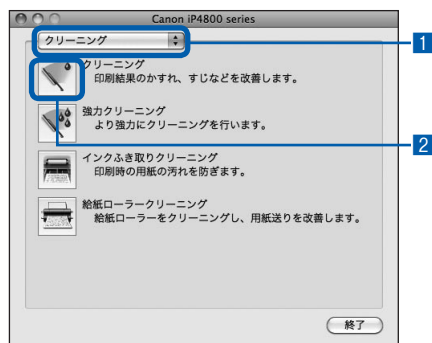 Canon iP4800 series
クリーニング
1
クリーニング
印刷結果のかすれ、すじなどを改善します。
2
強力クリーニング
より強力にクリーニングを行います。
インクふき取りクリーニング
印刷時の用紙の汚れを防ぎます。
給紙ローラークリーニング
給紙ローラーをクリーニングし、用紙送りを改善します。
終了